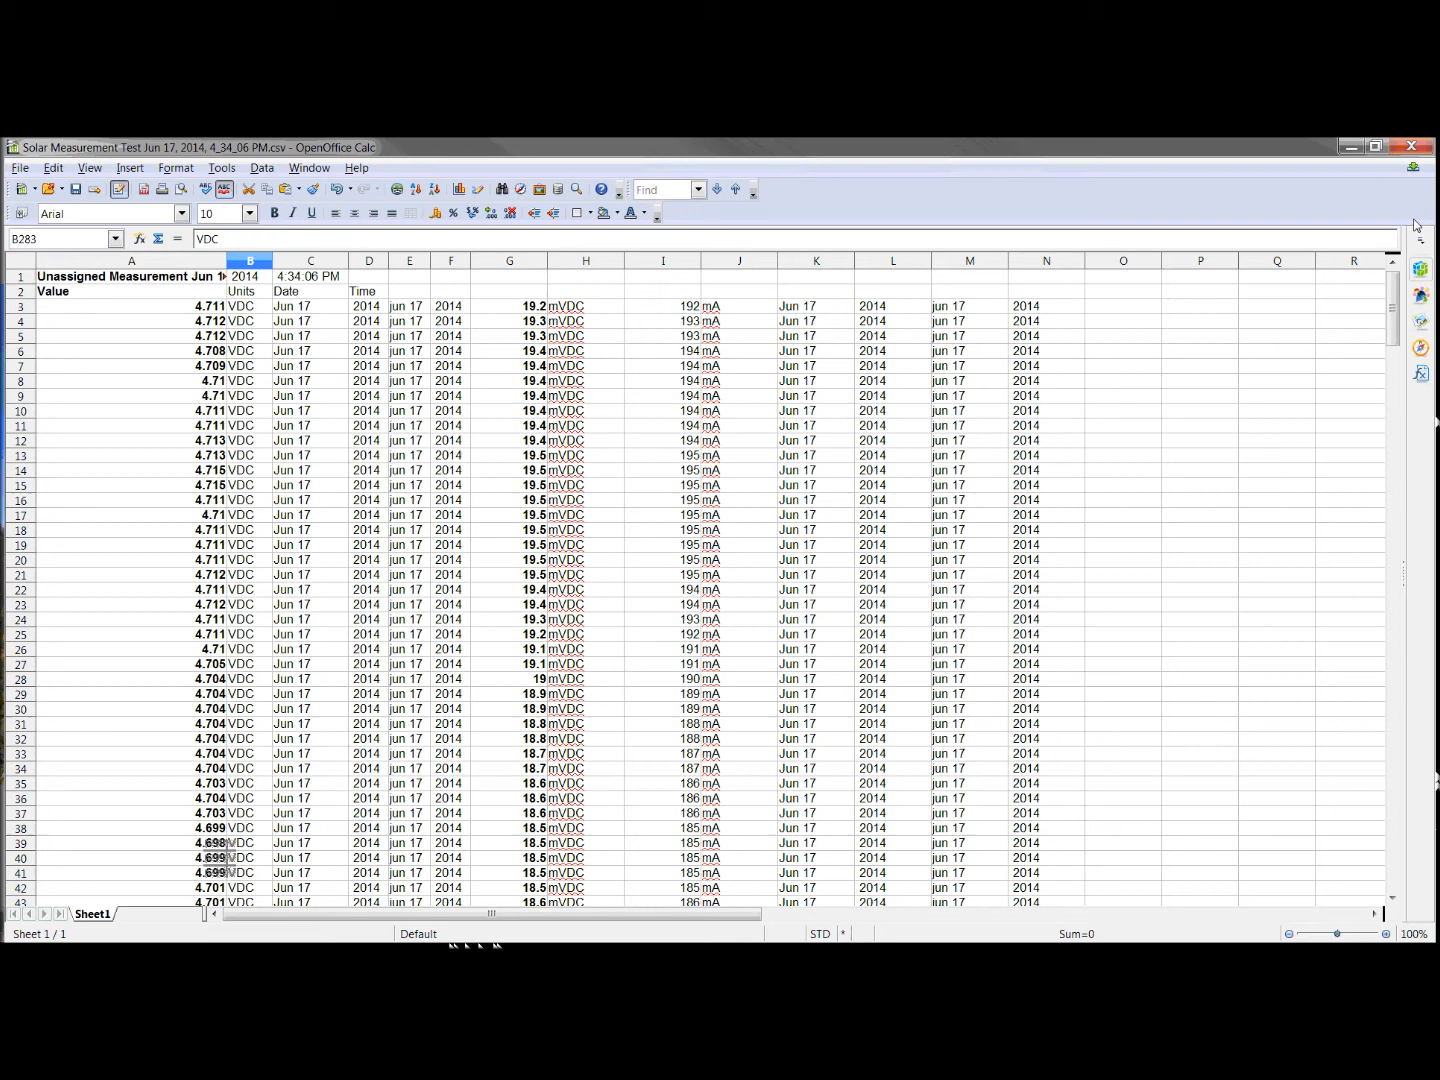 Solar Measurement Test Jun 17, 2014, 4_34_06 PM.csv - OpenOffice Calc
File Edit View Insert Format Tools Data Window Help
Find
Arial 10
B283 VDC
A B C D E F G H I J K L M N O P Q R
1 Unassigned Measurement Jun 1 2014 4:34:06 PM
2 Value Units Date Time
3 4.711 VDC Jun 17 2014 jun 17 2014 19.2 mVDC 192 mA Jun 17 2014 jun 17 2014
4 4.712 VDC Jun 17 2014 jun 17 2014 19.3 mVDC 193 mA Jun 17 2014 jun 17 2014
5 4.712 VDC Jun 17 2014 jun 17 2014 19.3 mVDC 193 mA Jun 17 2014 jun 17 2014
6 4.708 VDC Jun 17 2014 jun 17 2014 19.4 mVDC 194 mA Jun 17 2014 jun 17 2014
7 4.709 VDC Jun 17 2014 jun 17 2014 19.4 mVDC 194 mA Jun 17 2014 jun 17 2014
8 4.71 VDC Jun 17 2014 jun 17 2014 19.4 mVDC 194 mA Jun 17 2014 jun 17 2014
9 4.71 VDC Jun 17 2014 jun 17 2014 19.4 mVDC 194 mA Jun 17 2014 jun 17 2014
10 4.711 VDC Jun 17 2014 jun 17 2014 19.4 mVDC 194 mA Jun 17 2014 jun 17 2014
11 4.711 VDC Jun 17 2014 jun 17 2014 19.4 mVDC 194 mA Jun 17 2014 jun 17 2014
12 4.713 VDC Jun 17 2014 jun 17 2014 19.4 mVDC 194 mA Jun 17 2014 jun 17 2014
13 4.713 VDC Jun 17 2014 jun 17 2014 19.5 mVDC 195 mA Jun 17 2014 jun 17 2014
14 4.715 VDC Jun 17 2014 jun 17 2014 19.5 mVDC 195 mA Jun 17 2014 jun 17 2014
15 4.715 VDC Jun 17 2014 jun 17 2014 19.5 mVDC 195 mA Jun 17 2014 jun 17 2014
16 4.711 VDC Jun 17 2014 jun 17 2014 19.5 mVDC 195 mA Jun 17 2014 jun 17 2014
17 4.71 VDC Jun 17 2014 jun 17 2014 19.5 mVDC 195 mA Jun 17 2014 jun 17 2014
18 4.711 VDC Jun 17 2014 jun 17 2014 19.5 mVDC 195 mA Jun 17 2014 jun 17 2014
19 4.711 VDC Jun 17 2014 jun 17 2014 19.5 mVDC 195 mA Jun 17 2014 jun 17 2014
20 4.711 VDC Jun 17 2014 jun 17 2014 19.5 mVDC 195 mA Jun 17 2014 jun 17 2014
21 4.712 VDC Jun 17 2014 jun 17 2014 19.5 mVDC 195 mA Jun 17 2014 jun 17 2014
22 4.711 VDC Jun 17 2014 jun 17 2014 19.4 mVDC 194 mA Jun 17 2014 jun 17 2014
23 4.712 VDC Jun 17 2014 jun 17 2014 19.4 mVDC 194 mA Jun 17 2014 jun 17 2014
24 4.711 VDC Jun 17 2014 jun 17 2014 19.3 mVDC 193 mA Jun 17 2014 jun 17 2014
25 4.711 VDC Jun 17 2014 jun 17 2014 19.2 mVDC 192 mA Jun 17 2014 jun 17 2014
26 4.71 VDC Jun 17 2014 jun 17 2014 19.1 mVDC 191 mA Jun 17 2014 jun 17 2014
27 4.705 VDC Jun 17 2014 jun 17 2014 19.1 mVDC 191 mA Jun 17 2014 jun 17 2014
28 4.704 VDC Jun 17 2014 jun 17 2014 19 mVDC 190 mA Jun 17 2014 jun 17 2014
29 4.704 VDC Jun 17 2014 jun 17 2014 18.9 mVDC 189 mA Jun 17 2014 jun 17 2014
30 4.704 VDC Jun 17 2014 jun 17 2014 18.9 mVDC 189 mA Jun 17 2014 jun 17 2014
31 4.704 VDC Jun 17 2014 jun 17 2014 18.8 mVDC 188 mA Jun 17 2014 jun 17 2014
32 4.704 VDC Jun 17 2014 jun 17 2014 18.8 mVDC 188 mA Jun 17 2014 jun 17 2014
33 4.704 VDC Jun 17 2014 jun 17 2014 18.7 mVDC 187 mA Jun 17 2014 jun 17 2014
34 4.704 VDC Jun 17 2014 jun 17 2014 18.7 mVDC 187 mA Jun 17 2014 jun 17 2014
35 4.703 VDC Jun 17 2014 jun 17 2014 18.6 mVDC 186 mA Jun 17 2014 jun 17 2014
36 4.704 VDC Jun 17 2014 jun 17 2014 18.6 mVDC 186 mA Jun 17 2014 jun 17 2014
37 4.703 VDC Jun 17 2014 jun 17 2014 18.6 mVDC 186 mA Jun 17 2014 jun 17 2014
38 4.699 VDC Jun 17 2014 jun 17 2014 18.5 mVDC 185 mA Jun 17 2014 jun 17 2014
39 4.698 VDC Jun 17 2014 jun 17 2014 18.5 mVDC 185 mA Jun 17 2014 jun 17 2014
40 4.699 VDC Jun 17 2014 jun 17 2014 18.5 mVDC 185 mA Jun 17 2014 jun 17 2014
41 4.699 VDC Jun 17 2014 jun 17 2014 18.5 mVDC 185 mA Jun 17 2014 jun 17 2014
42 4.701 VDC Jun 17 2014 jun 17 2014 18.5 mVDC 185 mA Jun 17 2014 jun 17 2014
43 4.701 VDC Jun 17 2014 jun 17 2014 18.6 mVDC 186 mA Jun 17 2014 jun 17 2014
Sheet1
Sheet 1 / 1 Default STD * Sum=0 100%